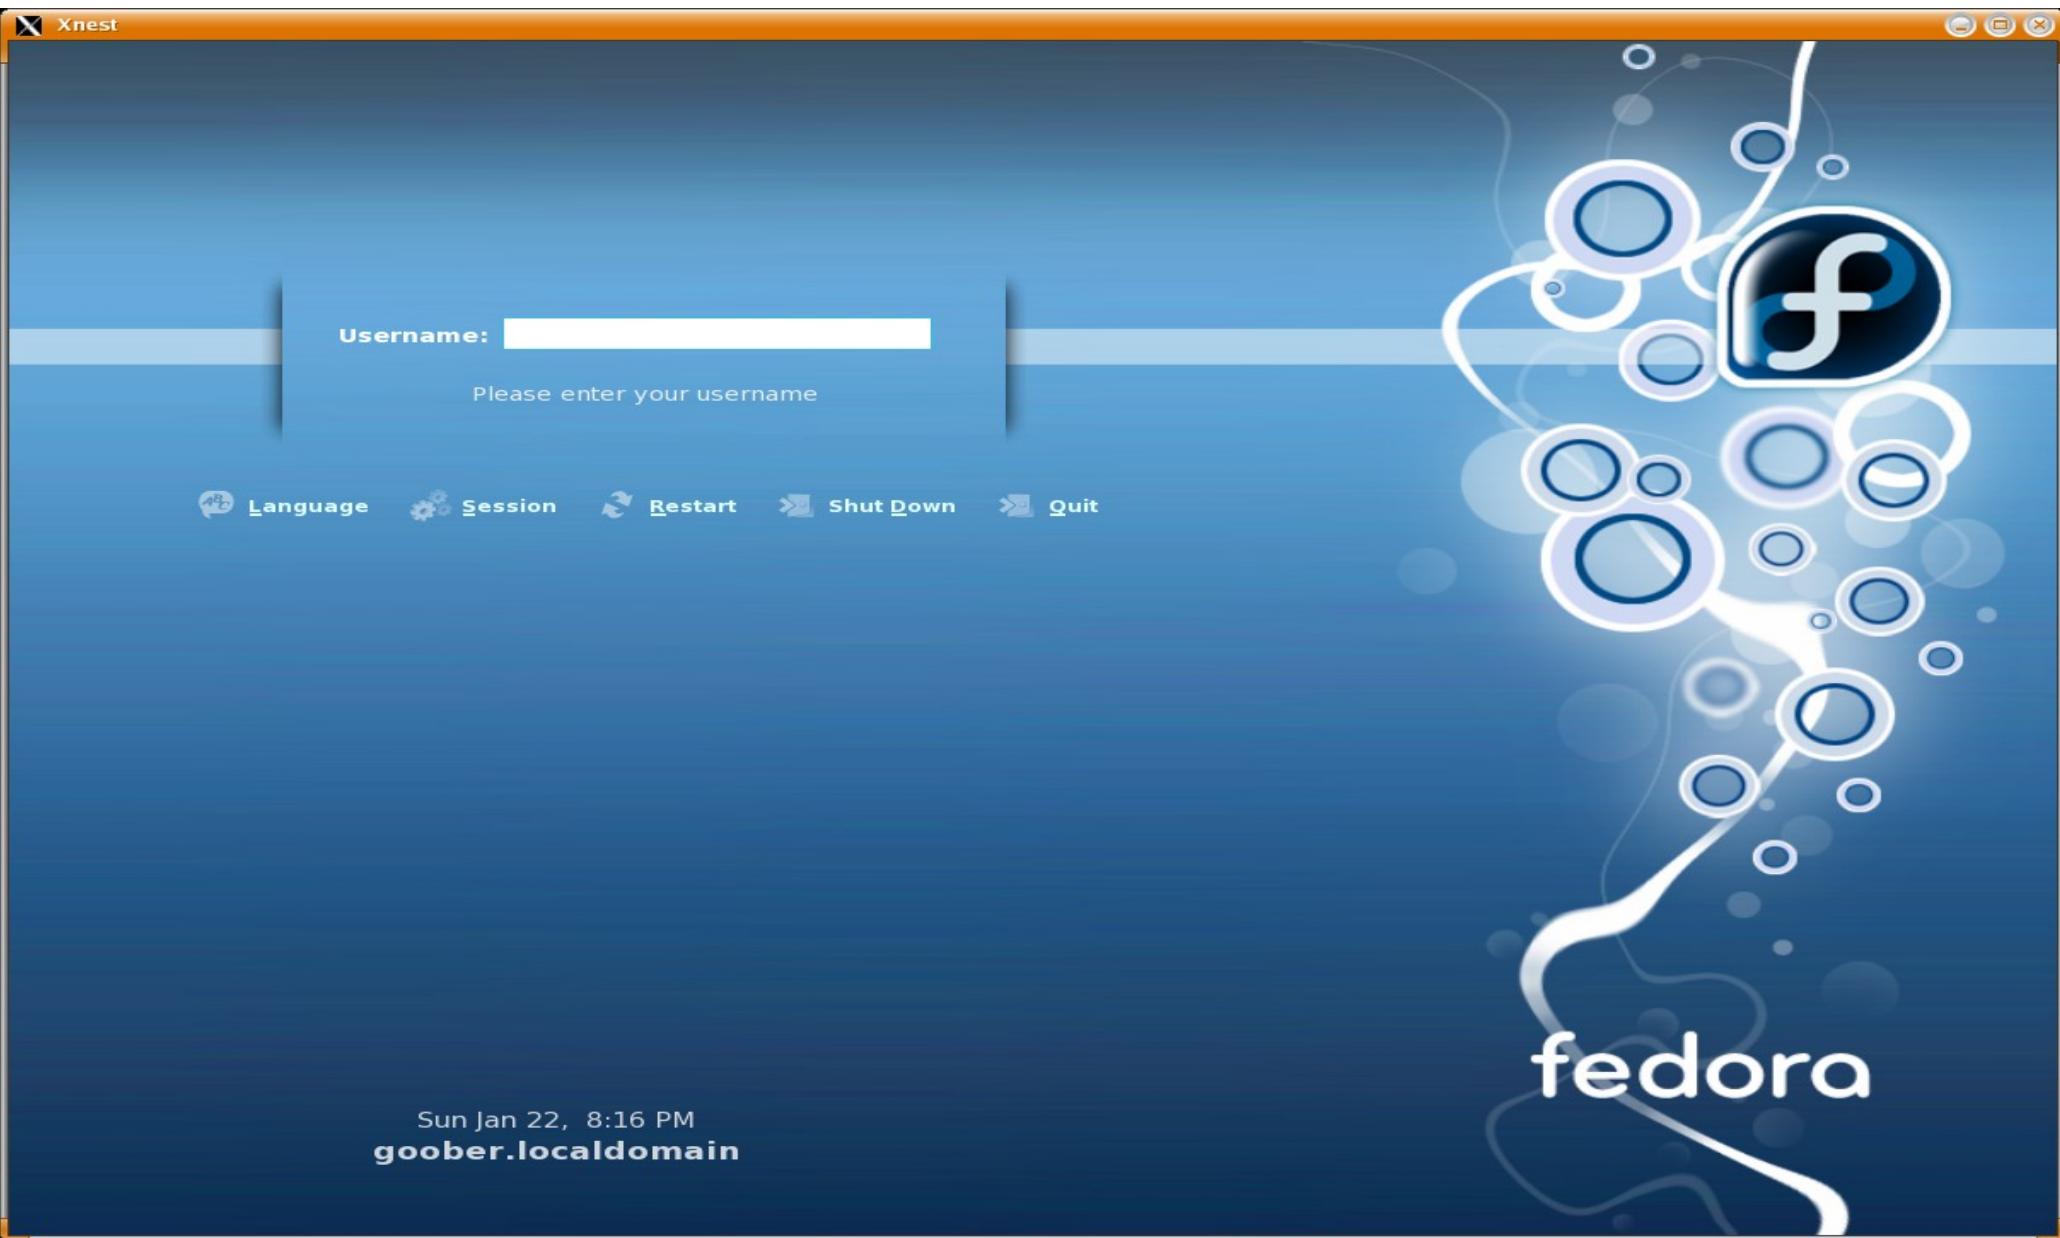 Xnest
Username:
Please enter your username
Language Session Restart Shut Down Quit
fedora
Sun Jan 22, 8:16 PM
goober.localdomain